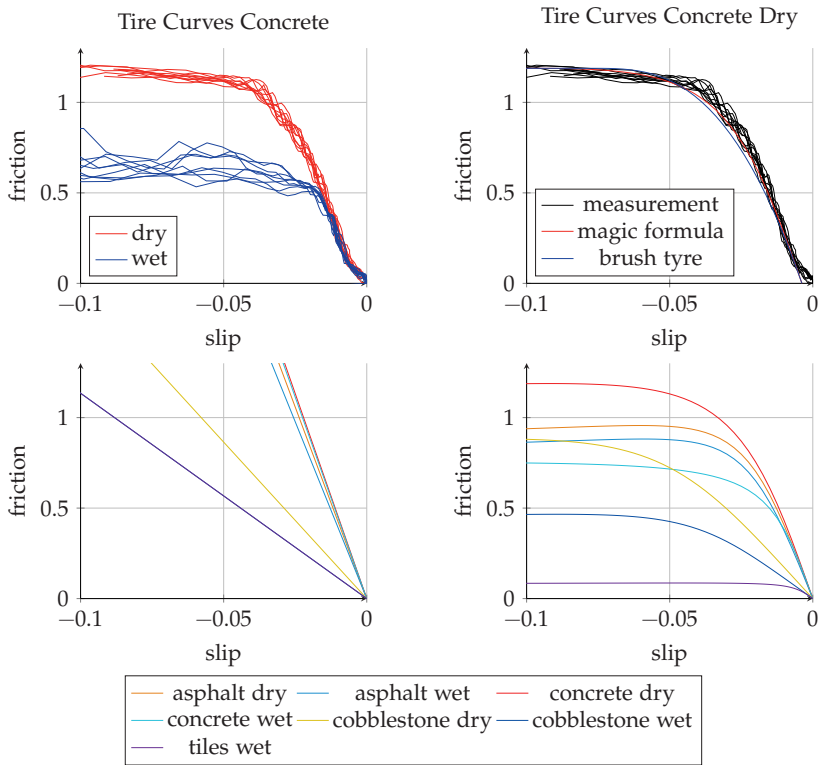 Tire Curves Concrete
1
0.5
0
friction
dry
wet
−0.1
−0.05
0
slip
Tire Curves Concrete Dry
1
0.5
0
friction
measurement
magic formula
brush tyre
−0.1
−0.05
0
slip
1
0.5
0
friction
−0.1
−0.05
0
slip
1
0.5
0
friction
−0.1
−0.05
0
slip
asphalt dry asphalt wet concrete dry
concrete wet cobblestone dry cobblestone wet
tiles wet